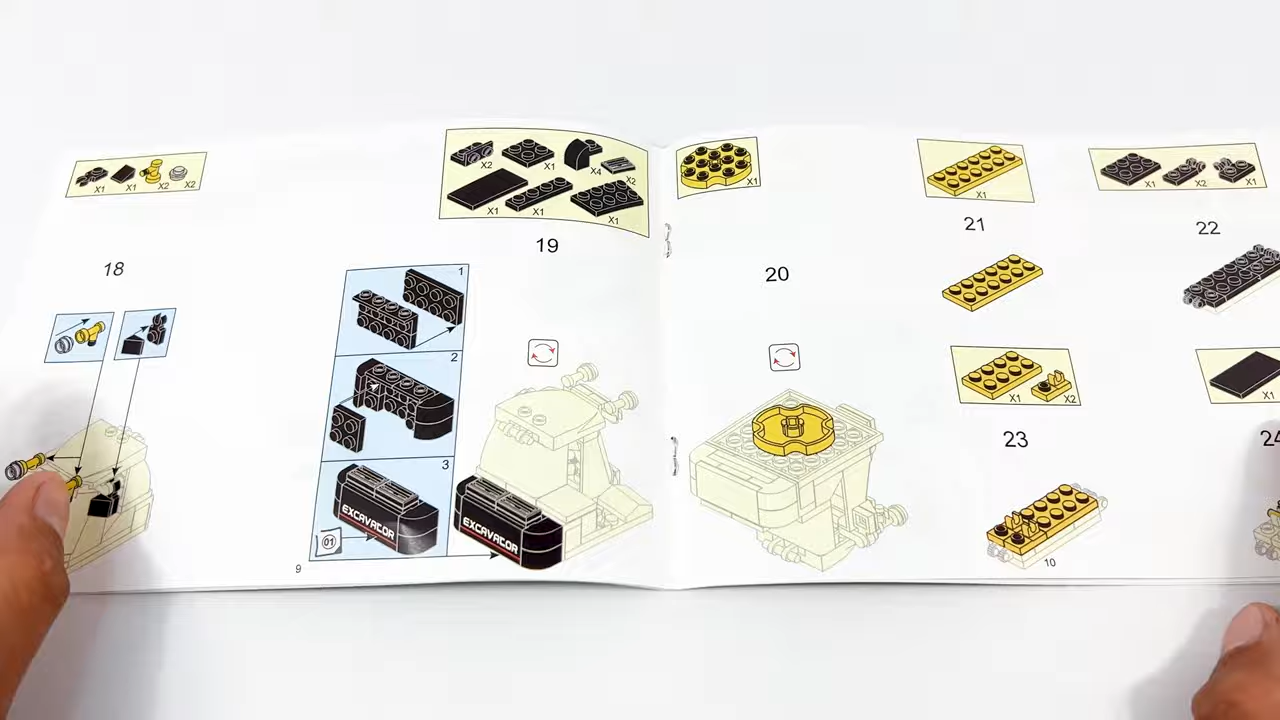 X1 X1 X2 X2
18
X2 X1 X4 X2
X1 X1 X1
19
1
2
3
EXCAVATOR
01
EXCAVATOR
9
X1
20
X1
21
X1 X2 X1
22
X1 X2
23
X1
10